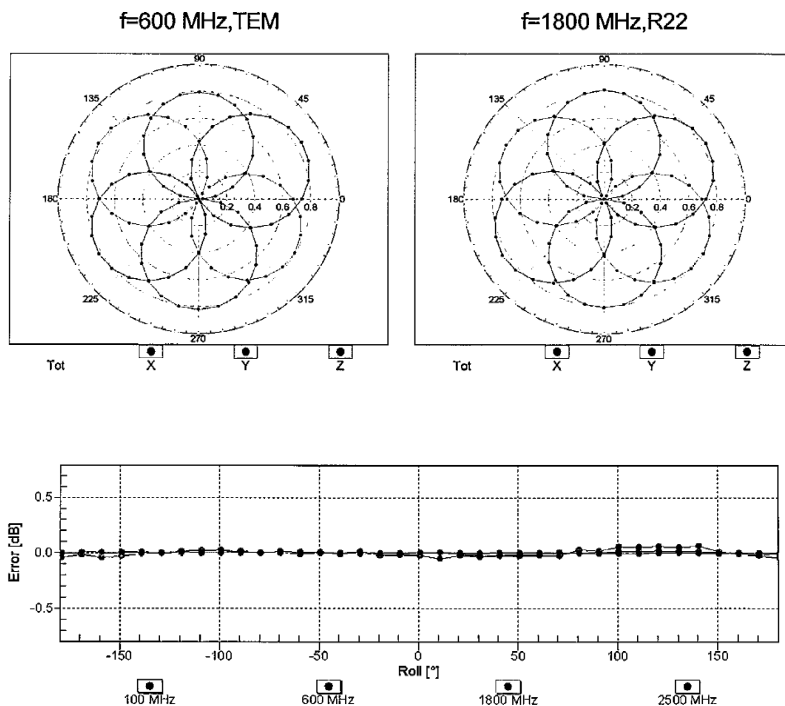 f=600 MHz,TEM
f=1800 MHz,R22
90
135
45
180
0.2
0.4
0.6
0.8
0
225
315
270
Tot
X
Y
Z
90
135
45
180
0.2
0.4
0.6
0.8
0
225
315
270
Tot
X
Y
Z
Error [dB]
0.5
0.0
-0.5
-150
-100
-50
0
50
100
150
Roll [°]
100 MHz
600 MHz
1800 MHz
2500 MHz